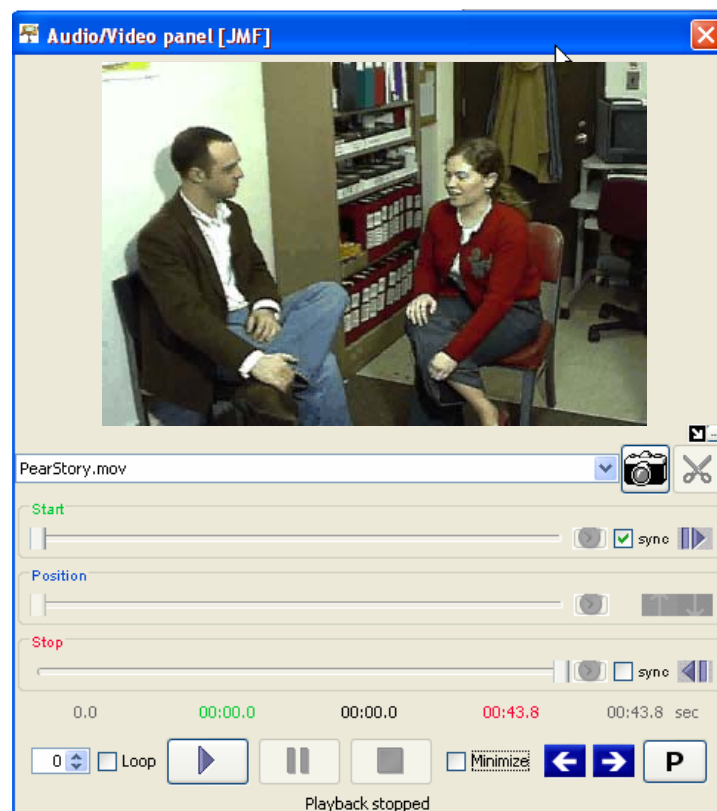 Audio/Video panel [JMF]
PearStory.mov
Start
sync
Position
Stop
sync
0.0 00:00.0 00:00.0 00:43.8 00:43.8 sec
0 Loop Minimize P
Playback stopped